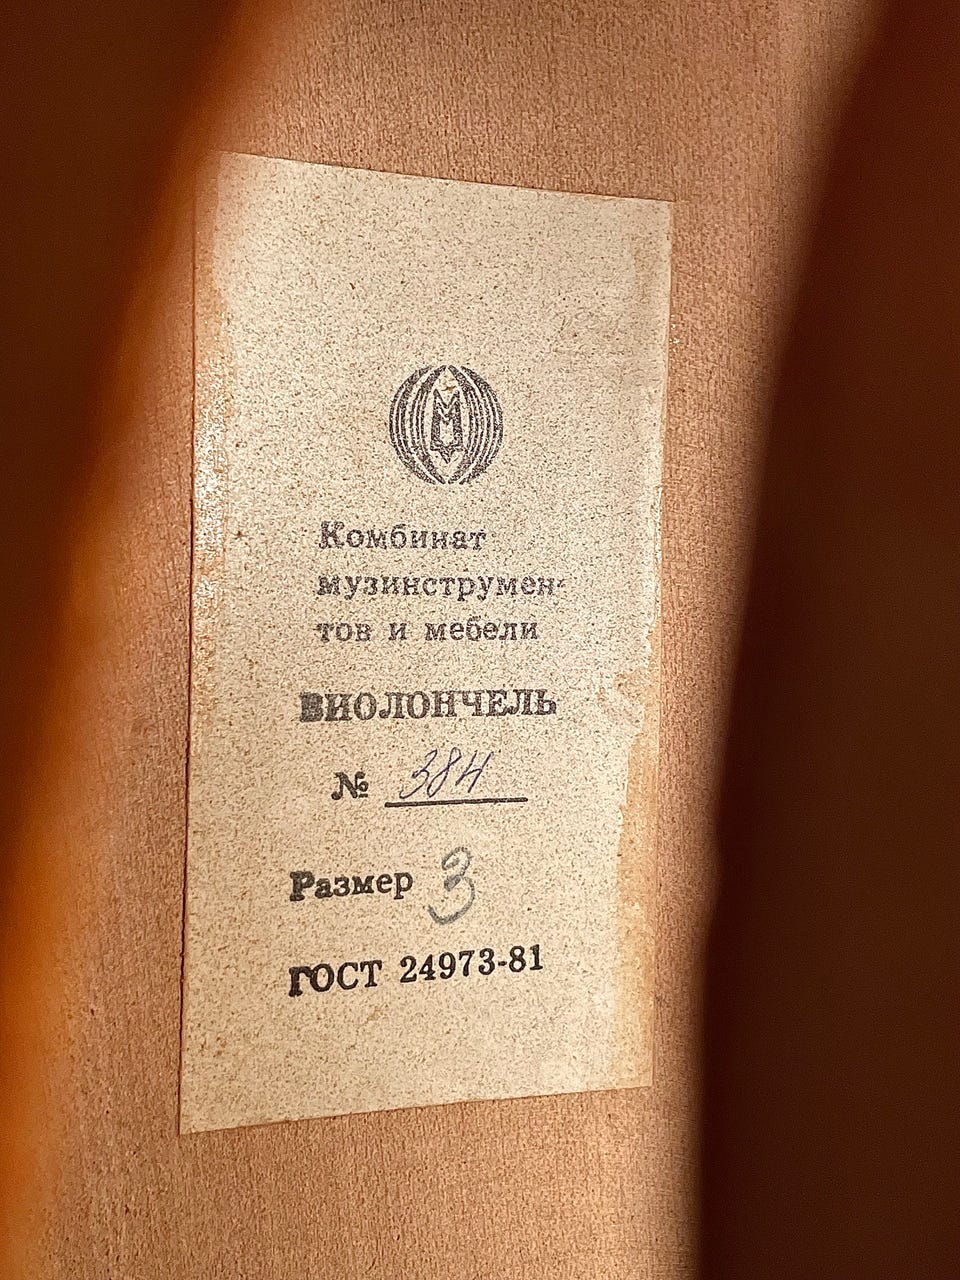 М
Комбинат
музинструмен-
тов и мебели
ВИОЛОНЧЕЛЬ
№ 384
Размер 3
ГОСТ 24973-81